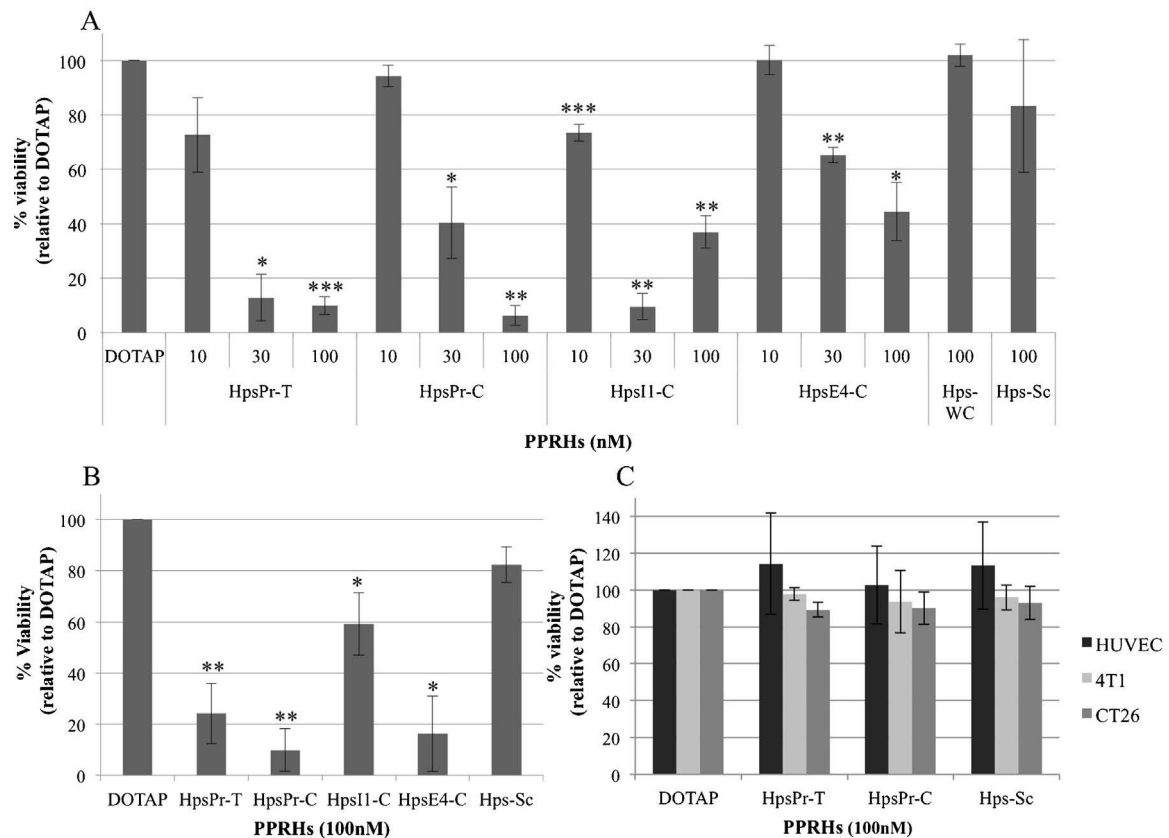 A
% viability
(relative to DOTAP)
100
80
60
40
20
0
*
***
*
**
***
**
**
**
*
DOTAP 10 30 100 10 30 100 10 30 100 10 30 100 100 100
HpsPr-T HpsPr-C HpsI1-C HpsE4-C Hps-WC Hps-Sc
PPRHs (nM)
B
% Viability
(relative to DOTAP)
100
80
60
40
20
0
**
**
*
*
DOTAP HpsPr-T HpsPr-C HpsI1-C HpsE4-C Hps-Sc
PPRHs (100nM)
C
% viability
(relative to DOTAP)
140
120
100
80
60
40
20
0
DOTAP HpsPr-T HpsPr-C Hps-Sc
PPRHs (100nM)
HUVEC
4T1
CT26